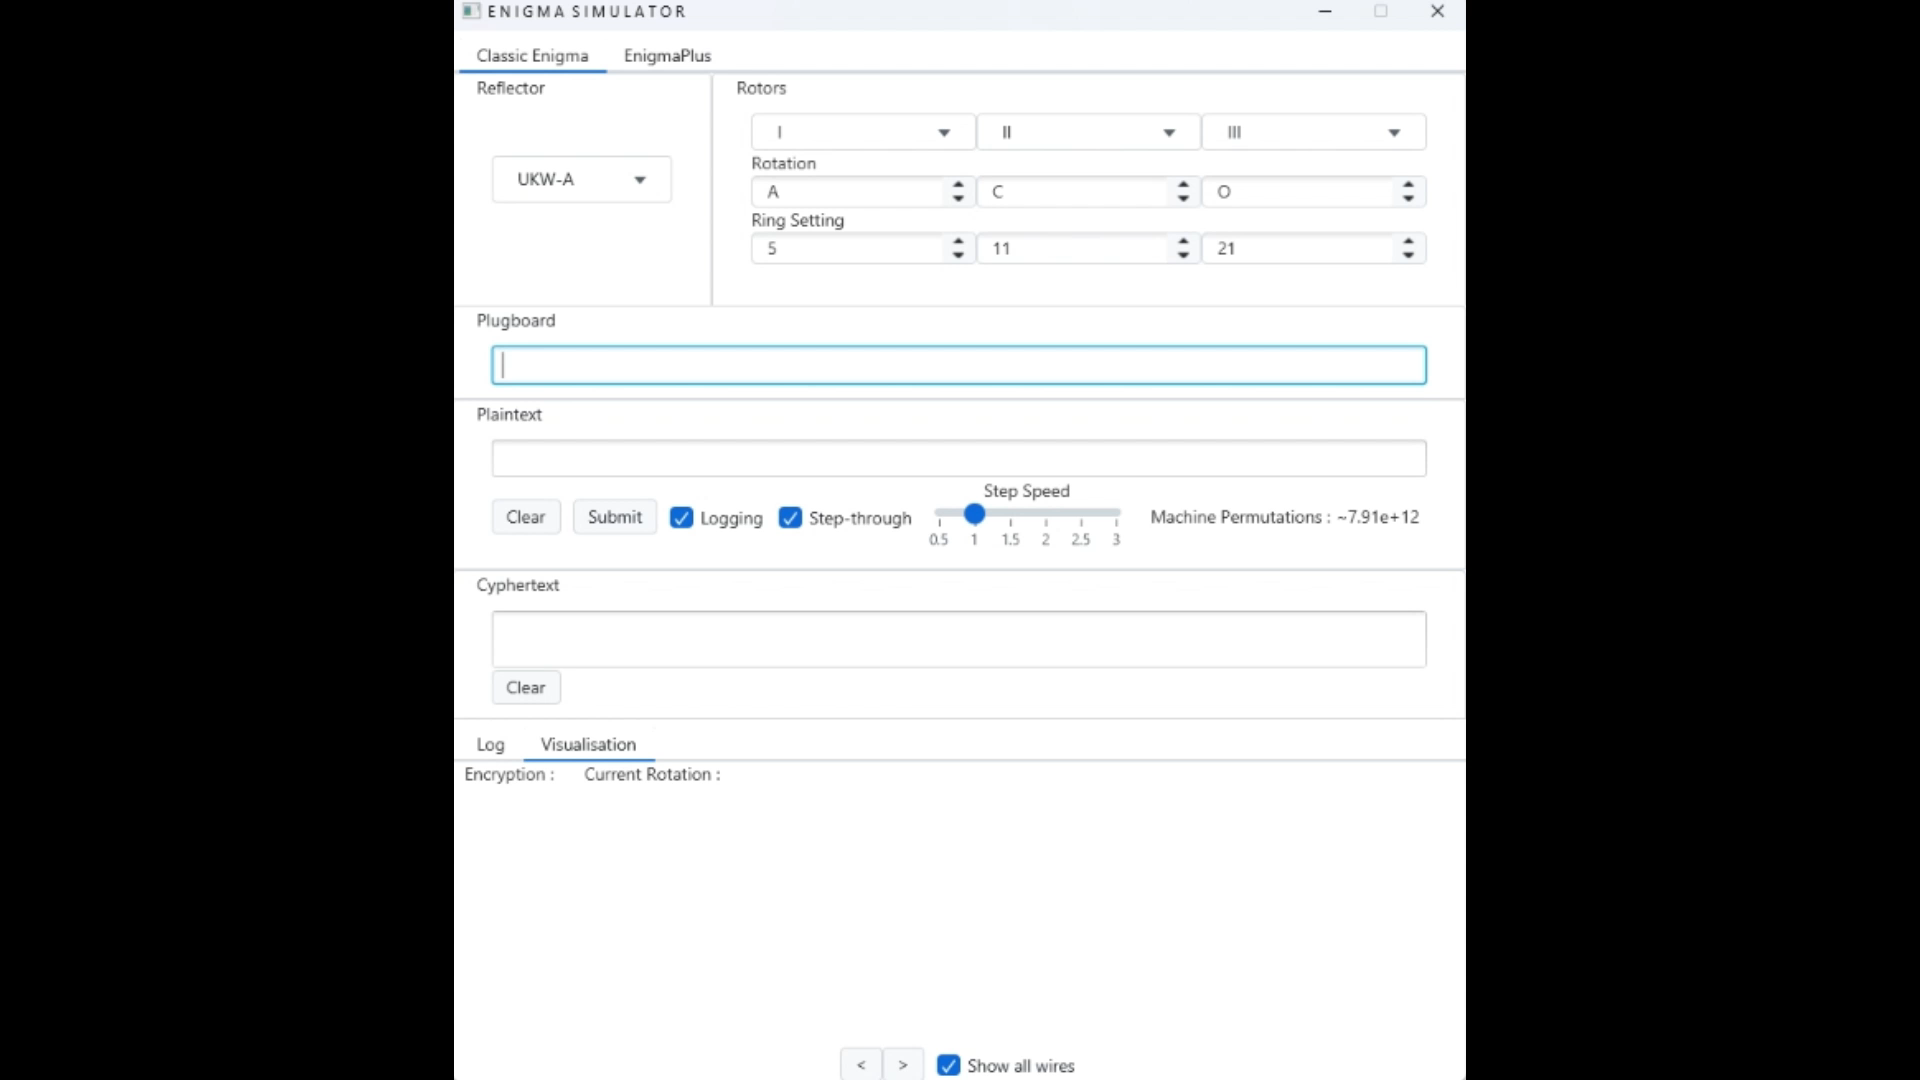 ENIGMA SIMULATOR
Classic Enigma EnigmaPlus
Reflector
UKW-A
Rotors
I II III
Rotation
A C O
Ring Setting
5 11 21
Plugboard
Plaintext
Clear Submit Logging Step-through
Step Speed
0.5 1 1.5 2 2.5 3
Machine Permutations : ~7.91e+12
Cyphertext
Clear
Log Visualisation
Encryption : Current Rotation :
< > Show all wires